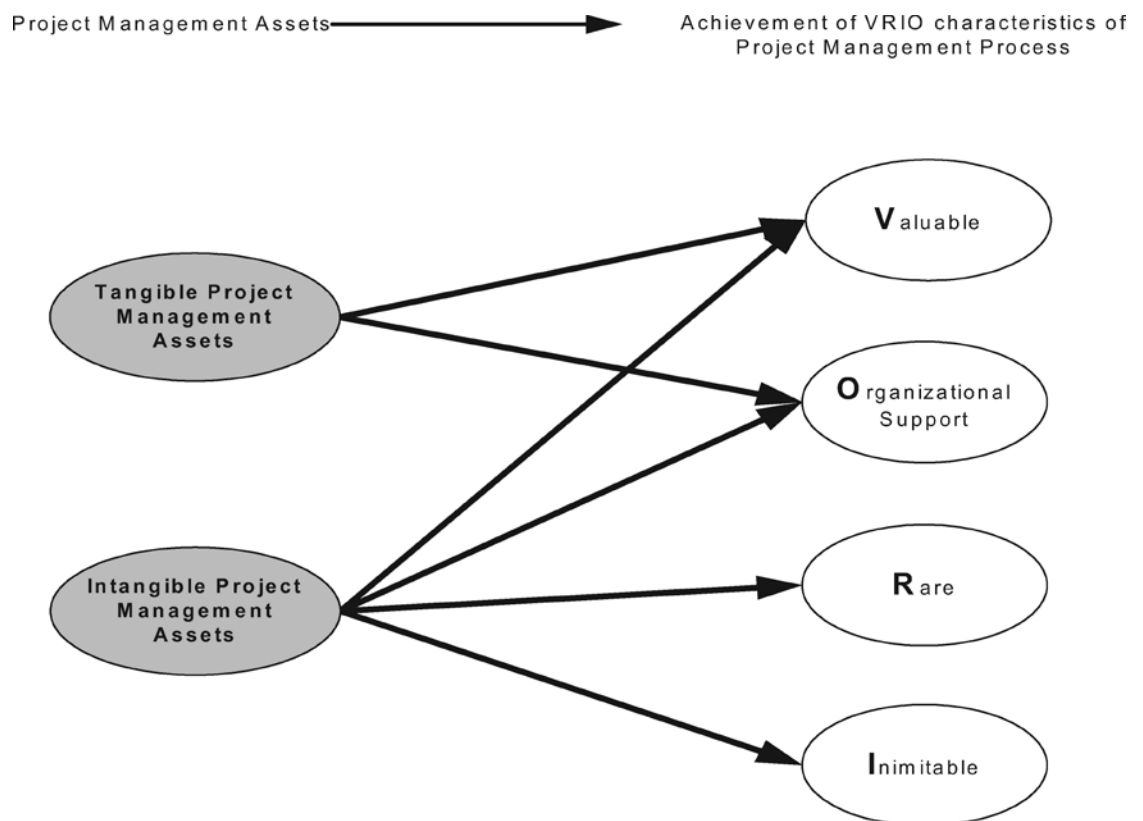 Project Management Assets
Achievement of VRIO characteristics of
Project Management Process
Valuable
Tangible Project
Management
Assets
Organizational
Support
Rare
Intangible Project
Management
Assets
Inimitable